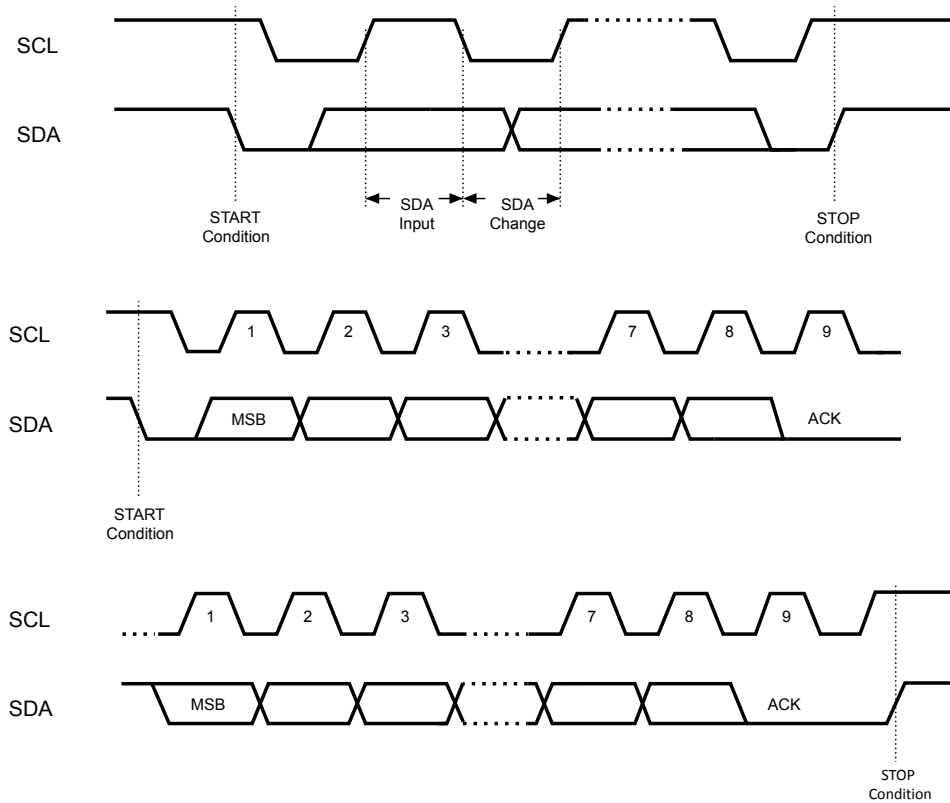 SCL
SDA
SDA
Input
SDA
Change
START
Condition
STOP
Condition
SCL
1
2
3
7
8
9
SDA
MSB
ACK
START
Condition
SCL
1
2
3
7
8
9
SDA
MSB
ACK
STOP
Condition